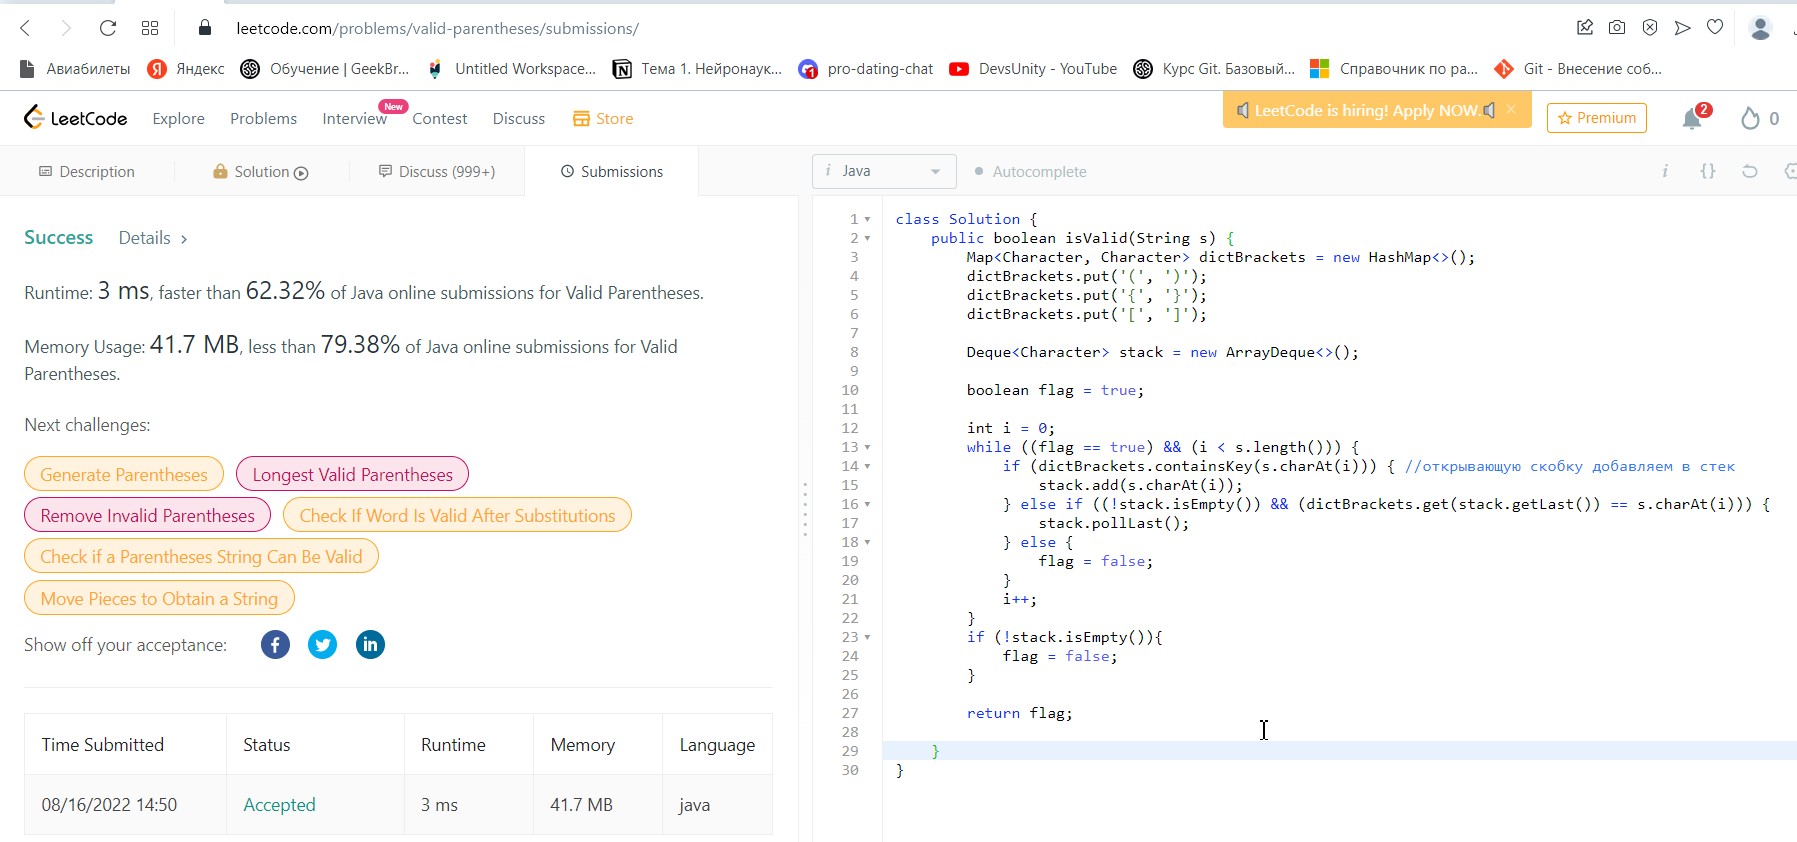 leetcode.com/problems/valid-parentheses/submissions/
Авиабилеты Яндекс Обучение | GeekBr... Untitled Workspace... Тема 1. Нейронаук... pro-dating-chat DevsUnity - YouTube Курс Git. Базовый... Справочник по ра... Git - Внесение соб...
LeetCode Explore Problems Interview New Contest Discuss Store LeetCode is hiring! Apply NOW. × Premium 2 0
Description Solution Discuss (999+) Submissions
i Java Autocomplete i {}
Success Details >
Runtime: 3 ms, faster than 62.32% of Java online submissions for Valid Parentheses.
Memory Usage: 41.7 MB, less than 79.38% of Java online submissions for Valid
Parentheses.
Next challenges:
Generate Parentheses Longest Valid Parentheses
Remove Invalid Parentheses Check If Word Is Valid After Substitutions
Check if a Parentheses String Can Be Valid
Move Pieces to Obtain a String
Show off your acceptance: f in
Time Submitted Status Runtime Memory Language
08/16/2022 14:50 Accepted 3 ms 41.7 MB java
1 class Solution {
2 public boolean isValid(String s) {
3 Map<Character, Character> dictBrackets = new HashMap<>();
4 dictBrackets.put('(', ')');
5 dictBrackets.put('{', '}');
6 dictBrackets.put('[', ']');
7
8 Deque<Character> stack = new ArrayDeque<>();
9
10 boolean flag = true;
11
12 int i = 0;
13 while ((flag == true) && (i < s.length())) {
14 if (dictBrackets.containsKey(s.charAt(i))) { //открывающую скобку добавляем в стек
15 stack.add(s.charAt(i));
16 } else if ((!stack.isEmpty()) && (dictBrackets.get(stack.getLast()) == s.charAt(i))) {
17 stack.pollLast();
18 } else {
19 flag = false;
20 }
21 i++;
22 }
23 if (!stack.isEmpty()){
24 flag = false;
25 }
26
27 return flag;
28
29 }
30 }